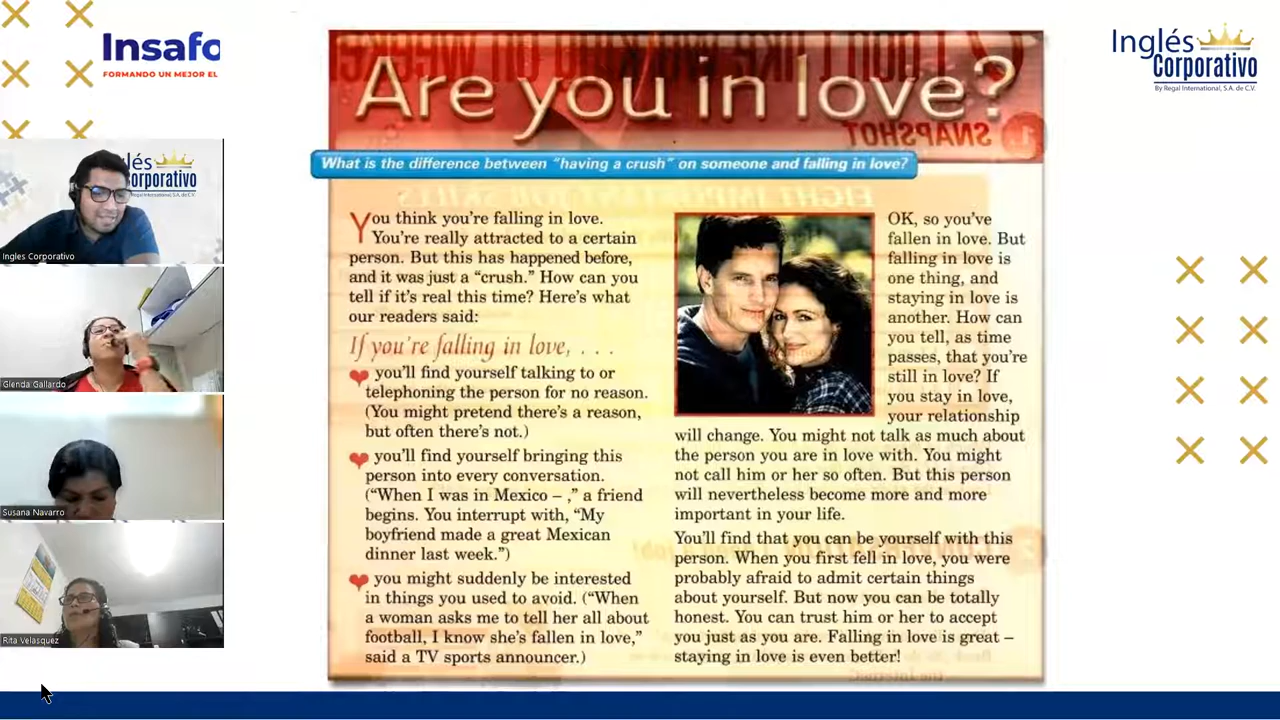 Insafo
FORMANDO UN MEJOR EL
Inglés
Corporativo
By Regal International, S.A. de C.V.
Are you in love?
SNAPSHOT
What is the difference between "having a crush" on someone and falling in love?
You think you're falling in love.
You're really attracted to a certain
person. But this has happened before,
and it was just a "crush." How can you
tell if it's real this time? Here's what
our readers said:
If you're falling in love, . . .
you'll find yourself talking to or
telephoning the person for no reason.
(You might pretend there's a reason,
but often there's not.)
you'll find yourself bringing this
person into every conversation.
("When I was in Mexico – ," a friend
begins. You interrupt with, "My
boyfriend made a great Mexican
dinner last week.")
you might suddenly be interested
in things you used to avoid. ("When
a woman asks me to tell her all about
football, I know she's fallen in love,"
said a TV sports announcer.)
OK, so you've
fallen in love. But
falling in love is
one thing, and
staying in love is
another. How can
you tell, as time
passes, that you're
still in love? If
you stay in love,
your relationship
will change. You might not talk as much about
the person you are in love with. You might
not call him or her so often. But this person
will nevertheless become more and more
important in your life.
You'll find that you can be yourself with this
person. When you first fell in love, you were
probably afraid to admit certain things
about yourself. But now you can be totally
honest. You can trust him or her to accept
you just as you are. Falling in love is great –
staying in love is even better!
lés
Corporativo
Ingles Corporativo
Glenda Gallardo
Susana Navarro
Rita Velasquez